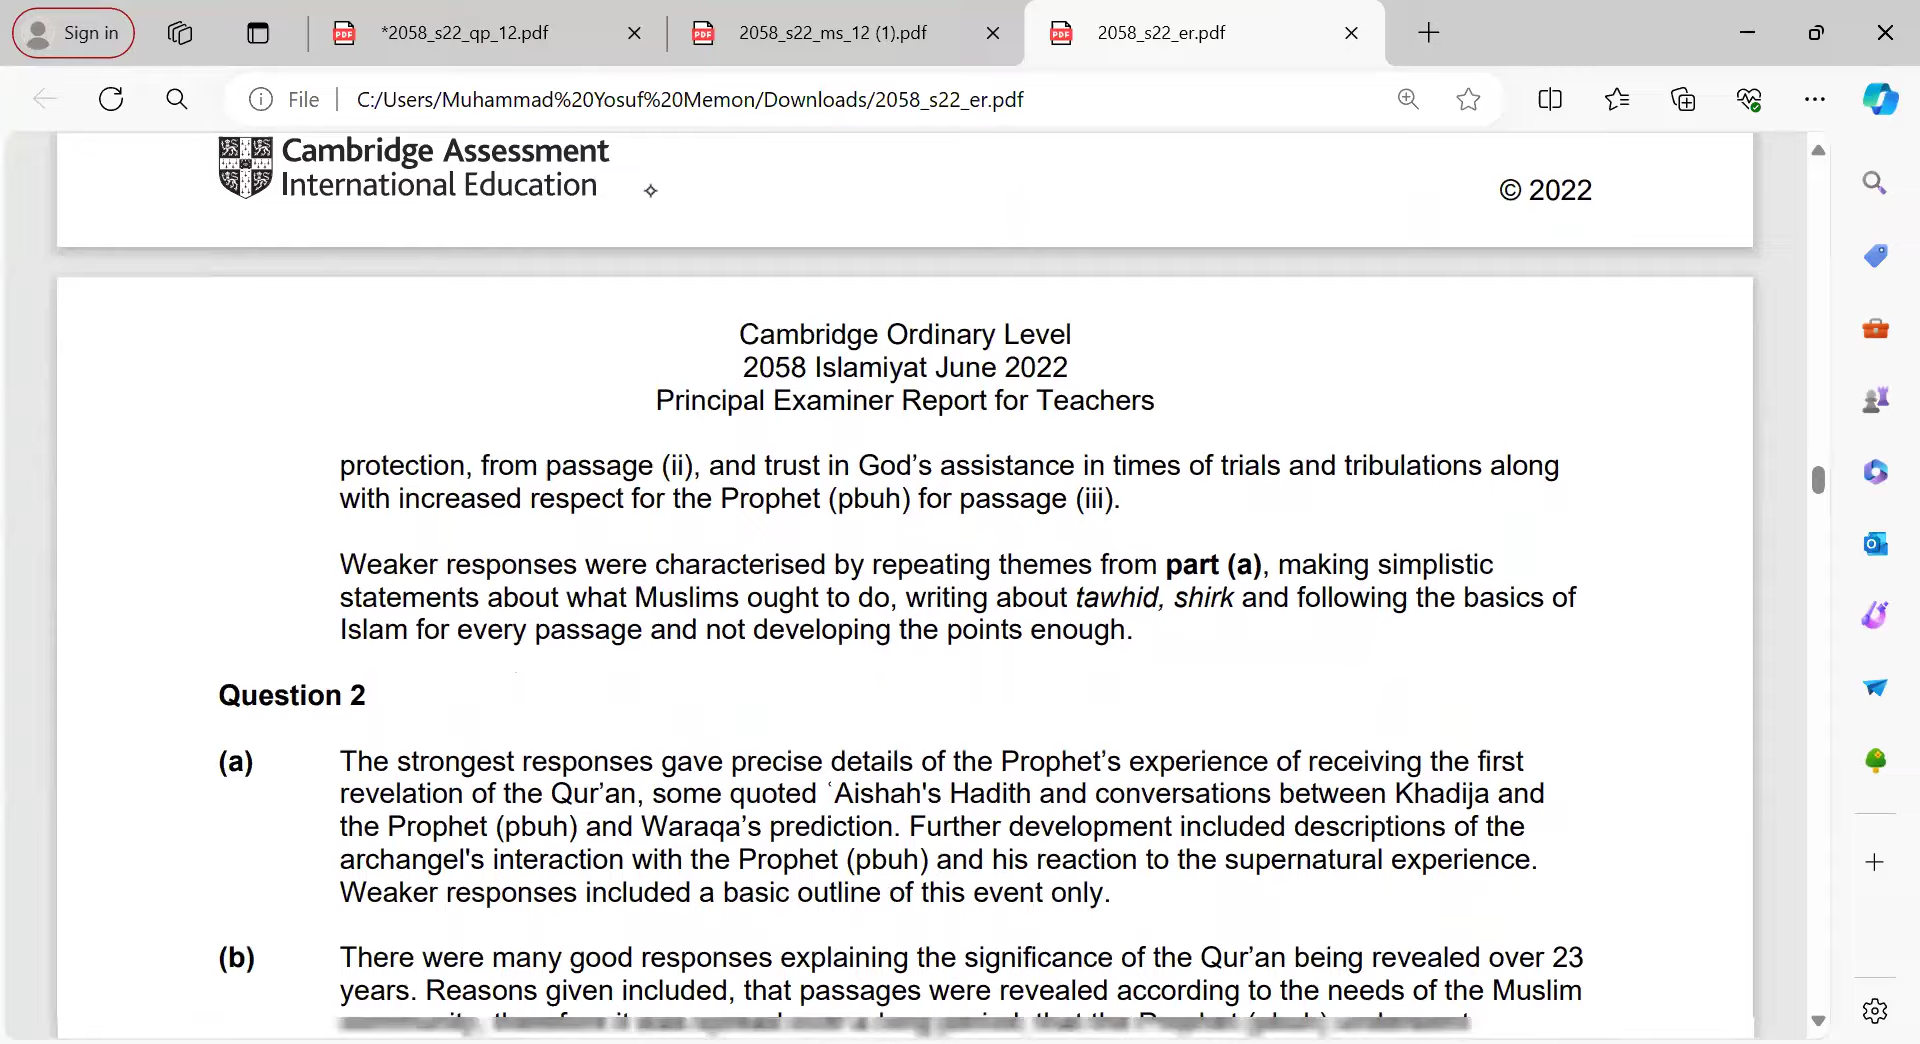 Sign in
*2058_s22_qp_12.pdf
2058_s22_ms_12 (1).pdf
2058_s22_er.pdf
File
C:/Users/Muhammad%20Yosuf%20Memon/Downloads/2058_s22_er.pdf
Cambridge Assessment
International Education
© 2022
Cambridge Ordinary Level
2058 Islamiyat June 2022
Principal Examiner Report for Teachers
protection, from passage (ii), and trust in God’s assistance in times of trials and tribulations along
with increased respect for the Prophet (pbuh) for passage (iii).
Weaker responses were characterised by repeating themes from part (a), making simplistic
statements about what Muslims ought to do, writing about tawhid, shirk and following the basics of
Islam for every passage and not developing the points enough.
Question 2
(a) The strongest responses gave precise details of the Prophet’s experience of receiving the first
revelation of the Qur’an, some quoted ʿAishah's Hadith and conversations between Khadija and
the Prophet (pbuh) and Waraqa’s prediction. Further development included descriptions of the
archangel's interaction with the Prophet (pbuh) and his reaction to the supernatural experience.
Weaker responses included a basic outline of this event only.
(b) There were many good responses explaining the significance of the Qur’an being revealed over 23
years. Reasons given included, that passages were revealed according to the needs of the Muslim